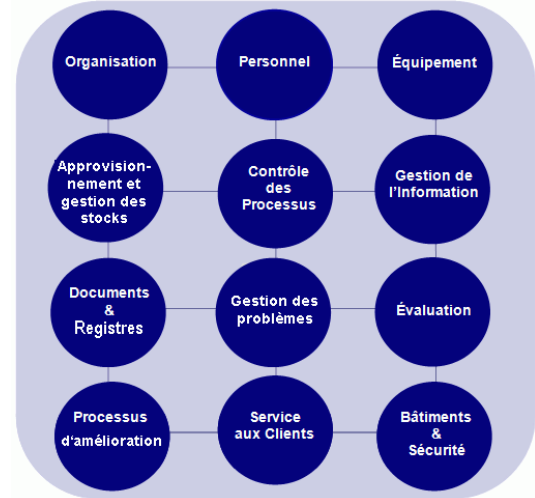 Organisation
Personnel
Équipement
Approvision-
nement et
gestion des
stocks
Contrôle
des
Processus
Gestion de
l'Information
Documents
&
Registres
Gestion des
problèmes
Évaluation
Processus
d'amélioration
Service
aux Clients
Bâtiments
&
Sécurité